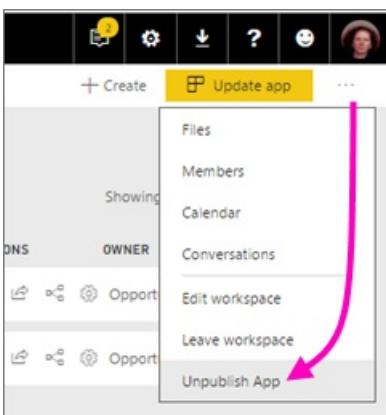 2
?
+ Create
Update app
...
Files
Members
Showing
Calendar
ONS
OWNER
Conversations
Opport
Edit workspace
Leave workspace
Opport
Unpublish App